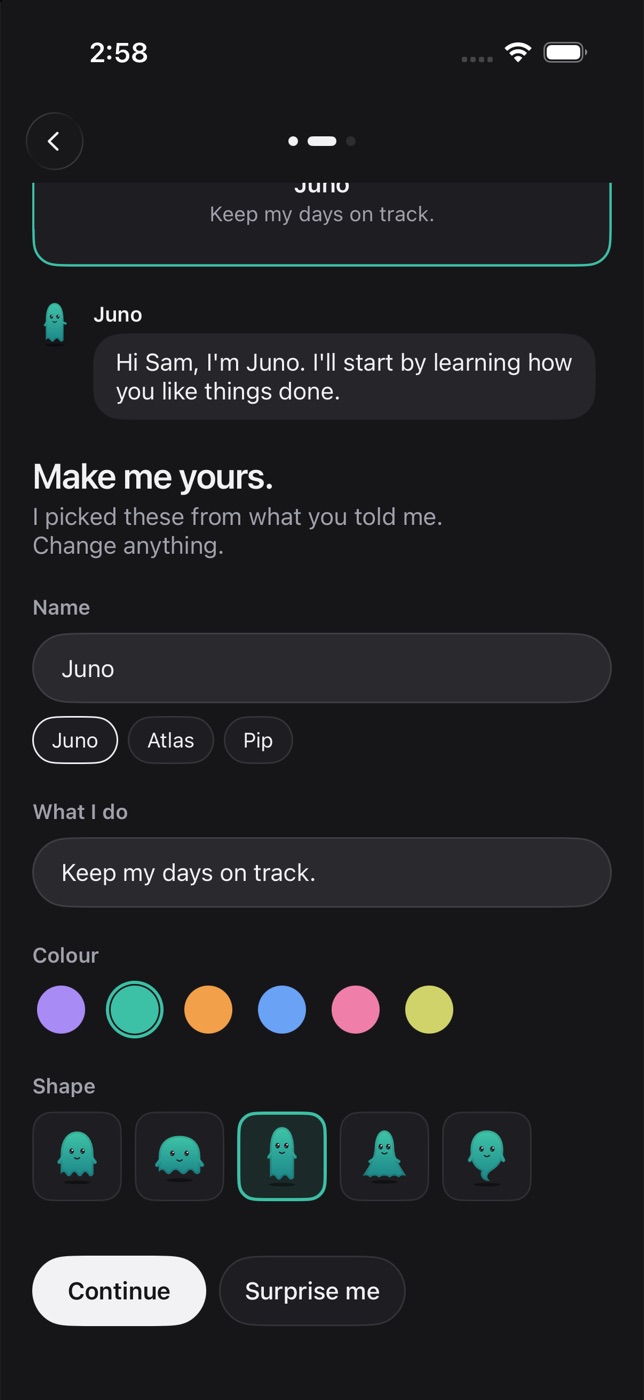 2:58
Juno
Keep my days on track.
Juno
Hi Sam, I'm Juno. I'll start by learning how
you like things done.
Make me yours.
I picked these from what you told me.
Change anything.
Name
Juno
Juno Atlas Pip
What I do
Keep my days on track.
Colour
Shape
Continue Surprise me